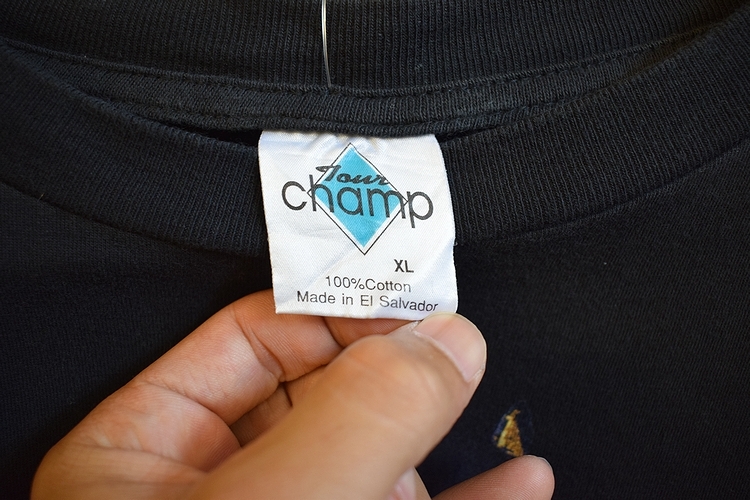 Tour
champ
XL
100%Cotton
Made in El Salvador